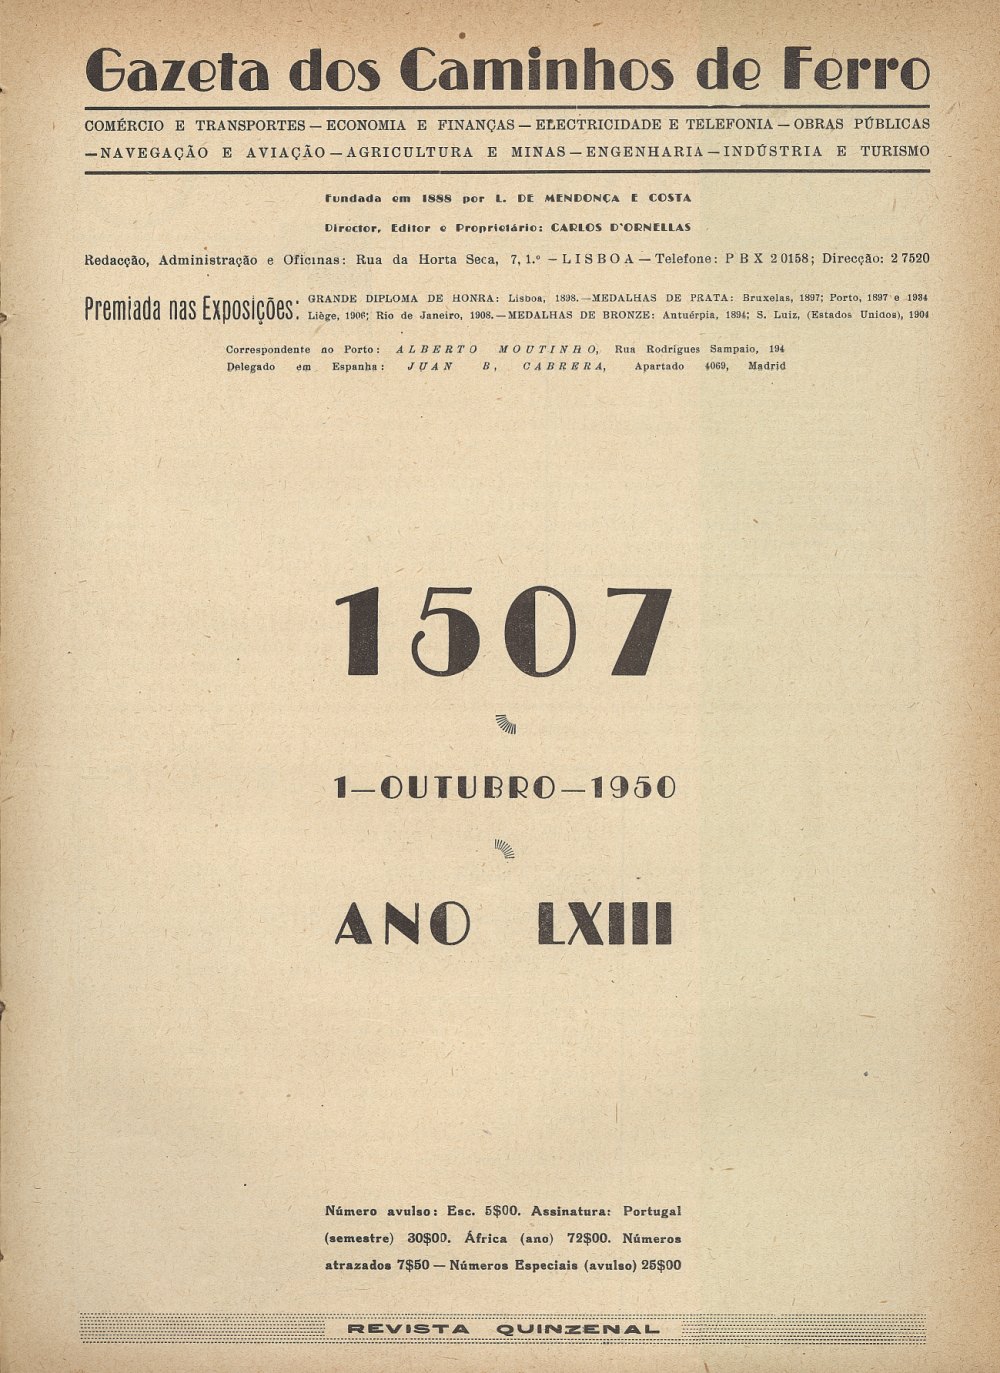 Gazeta dos Caminhos de Ferro
COMÉRCIO E TRANSPORTES — ECONOMIA E FINANÇAS — ELECTRICIDADE E TELEFONIA — OBRAS PÚBLICAS
— NAVEGAÇÃO E AVIAÇÃO — AGRICULTURA E MINAS — ENGENHARIA — INDÚSTRIA E TURISMO
Fundada em 1888 por L. DE MENDONÇA E COSTA
Director, Editor e Proprietário: CARLOS D'ORNELLAS
Redacção, Administração e Oficinas: Rua da Horta Seca, 7, 1.º — LISBOA — Telefone: P B X 2 0158; Direcção: 2 7520
Premiada nas Exposições:
GRANDE DIPLOMA DE HONRA: Lisboa, 1898. — MEDALHAS DE PRATA: Bruxelas, 1897; Porto, 1897 e 1934
Liège, 1906; Rio de Janeiro, 1908. — MEDALHAS DE BRONZE: Antuérpia, 1894; S. Luiz, (Estados Unidos), 1904
Correspondente no Porto: ALBERTO MOUTINHO, Rua Rodrigues Sampaio, 194
Delegado em Espanha: JUAN B, CABRERA, Apartado 4069, Madrid
1507
1—OUTUBRO—1950
ANO LXIII
Número avulso: Esc. 5$00. Assinatura: Portugal
(semestre) 30$00. África (ano) 72$00. Números
atrazados 7$50 — Números Especiais (avulso) 25$00
REVISTA QUINZENAL